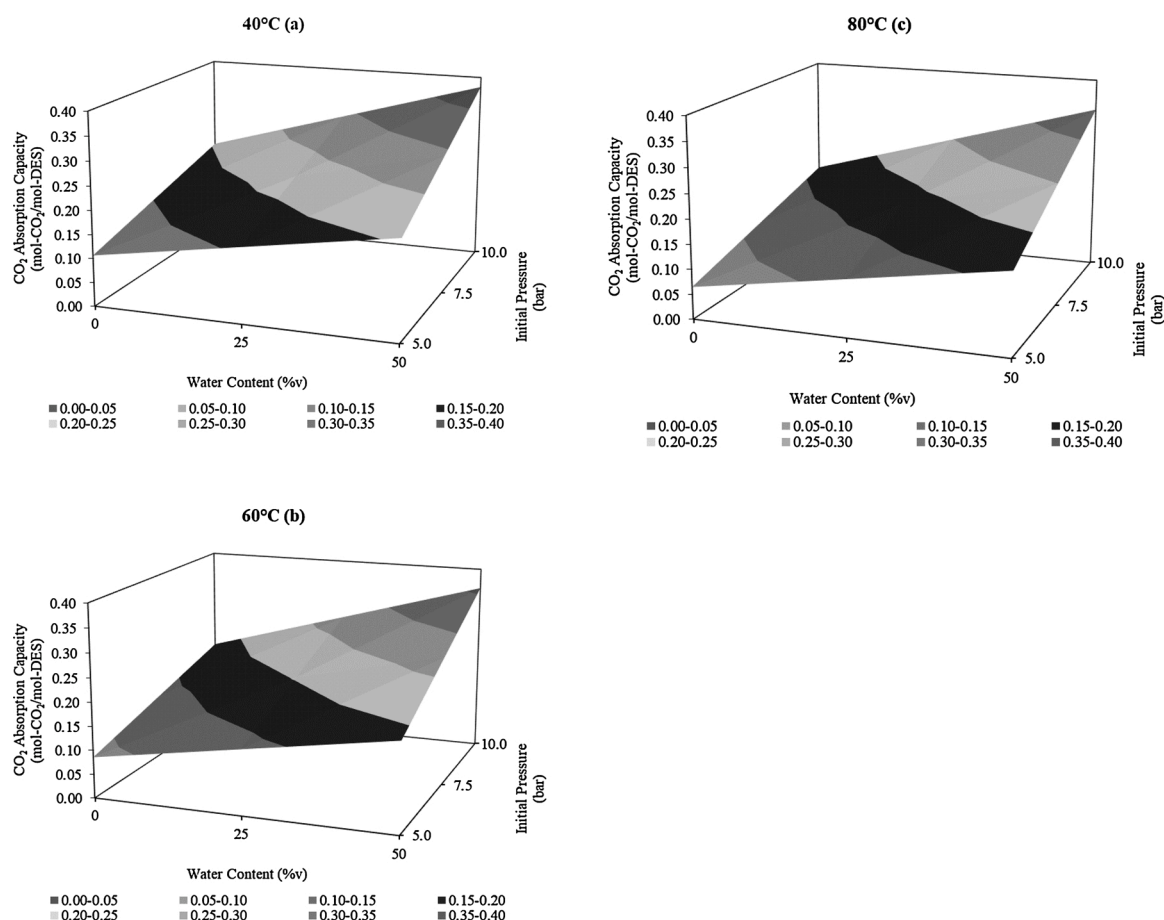 40°C (a)
CO₂ Absorption Capacity
(mol-CO₂/mol-DES)
0.40
0.35
0.30
0.25
0.20
0.15
0.10
0.05
0.00
0
25
50
5.0
7.5
10.0
Initial Pressure
(bar)
Water Content (%v)
0.00-0.05 0.05-0.10 0.10-0.15 0.15-0.20
0.20-0.25 0.25-0.30 0.30-0.35 0.35-0.40
80°C (c)
CO₂ Absorption Capacity
(mol-CO₂/mol-DES)
0.40
0.35
0.30
0.25
0.20
0.15
0.10
0.05
0.00
0
25
50
5.0
7.5
10.0
Initial Pressure
(bar)
Water Content (%v)
0.00-0.05 0.05-0.10 0.10-0.15 0.15-0.20
0.20-0.25 0.25-0.30 0.30-0.35 0.35-0.40
60°C (b)
CO₂ Absorption Capacity
(mol-CO₂/mol-DES)
0.40
0.35
0.30
0.25
0.20
0.15
0.10
0.05
0.00
0
25
50
5.0
7.5
10.0
Initial Pressure
(bar)
Water Content (%v)
0.00-0.05 0.05-0.10 0.10-0.15 0.15-0.20
0.20-0.25 0.25-0.30 0.30-0.35 0.35-0.40